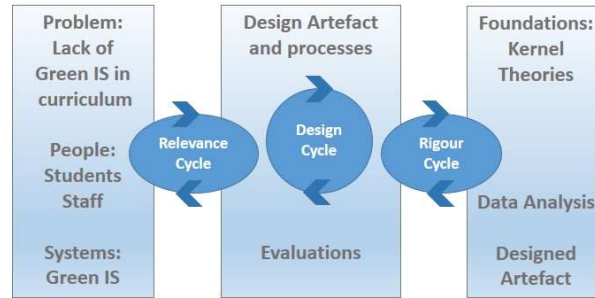 Problem:
Lack of
Green IS in
curriculum
People:
Students
Staff
Systems:
Green IS
Relevance
Cycle
Design Artefact
and processes
Design
Cycle
Evaluations
Rigour
Cycle
Foundations:
Kernel
Theories
Data Analysis
Designed
Artefact